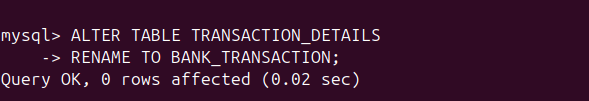 mysql> ALTER TABLE TRANSACTION_DETAILS
    -> RENAME TO BANK_TRANSACTION;
Query OK, 0 rows affected (0.02 sec)